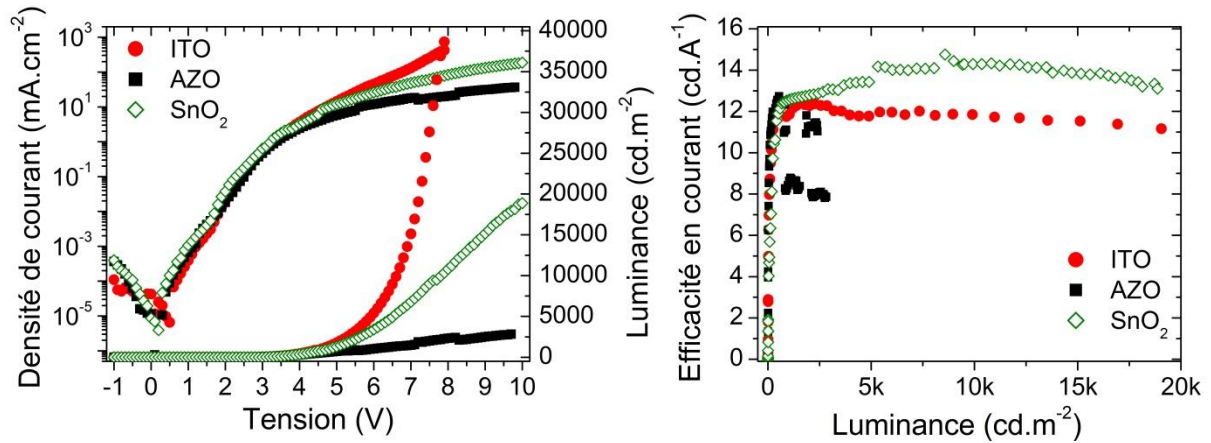 Densité de courant (mA.cm-2)
10³
10¹
10⁻¹
10⁻³
10⁻⁵
ITO
AZO
SnO₂
-1 0 1 2 3 4 5 6 7 8 9 10
Tension (V)
40000
35000
30000
25000
20000
15000
10000
5000
0
Luminance (cd.m⁻²)
Efficacité en courant (cd.A⁻¹)
16
14
12
10
8
6
4
2
0
ITO
AZO
SnO₂
0 5k 10k 15k 20k
Luminance (cd.m⁻²)